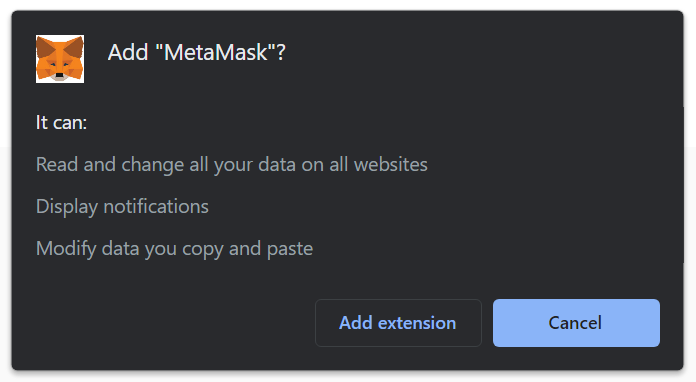 Add "MetaMask"?
It can:
Read and change all your data on all websites
Display notifications
Modify data you copy and paste
Add extension
Cancel